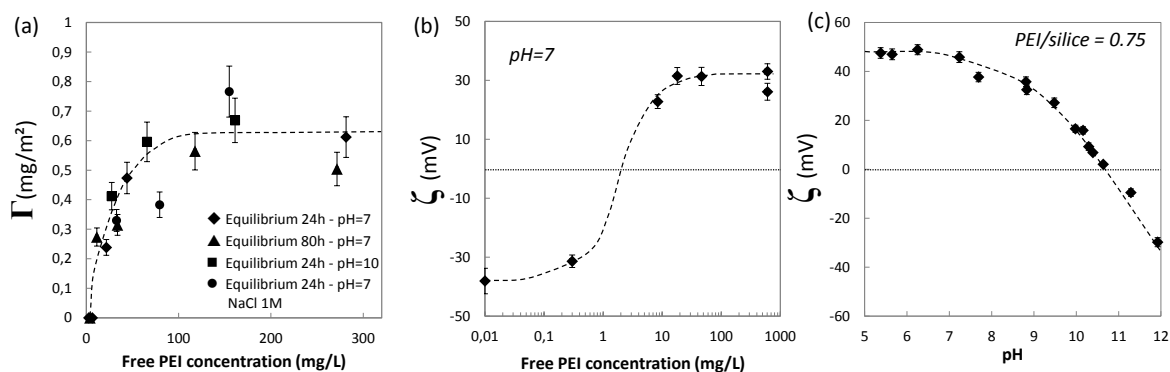 (a)
1
0,9
0,8
0,7
0,6
0,5
0,4
0,3
0,2
0,1
0
Γ (mg/m²)
0
100
200
300
Free PEI concentration (mg/L)
Equilibrium 24h - pH=7
Equilibrium 80h - pH=7
Equilibrium 24h - pH=10
Equilibrium 24h - pH=7
NaCl 1M
(b)
50
30
10
-10
-30
-50
ζ (mV)
pH=7
0,01
0,1
1
10
100
1000
Free PEI concentration (mg/L)
(c)
60
40
20
0
-20
-40
-60
ζ (mV)
PEI/silice = 0.75
5
6
7
8
9
10
11
12
pH